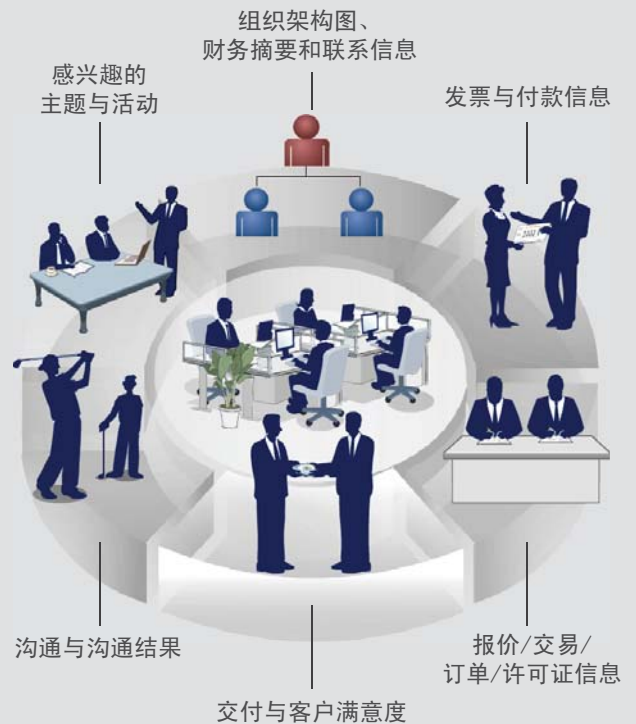 组织架构图、
财务摘要和联系信息
感兴趣的
主题与活动
发票与付款信息
沟通与沟通结果
报价/交易/
订单/许可证信息
交付与客户满意度